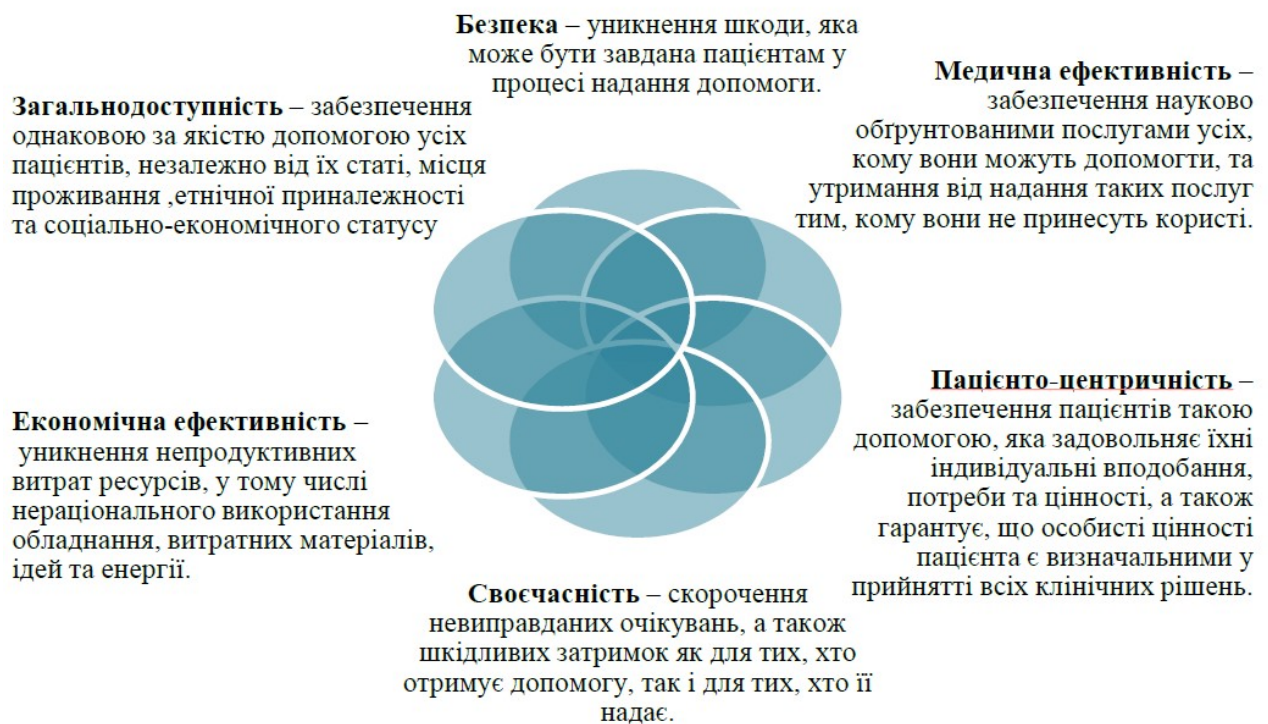 Безпека – уникнення шкоди, яка
може бути завдана пацієнтам у
процесі надання допомоги.
Медична ефективність –
забезпечення науково
обґрунтованими послугами усіх,
кому вони можуть допомогти, та
утримання від надання таких послуг
тим, кому вони не принесуть користі.
Пацієнто-центричність –
забезпечення пацієнтів такою
допомогою, яка задовольняє їхні
індивідуальні вподобання,
потреби та цінності, а також
гарантує, що особисті цінності
пацієнта є визначальними у
прийнятті всіх клінічних рішень.
Своєчасність – скорочення
невиправданих очікувань, а також
шкідливих затримок як для тих, хто
отримує допомогу, так і для тих, хто її
надає.
Економічна ефективність –
уникнення непродуктивних
витрат ресурсів, у тому числі
нераціонального використання
обладнання, витратних матеріалів,
ідей та енергії.
Загальнодоступність – забезпечення
однаковою за якістю допомогою усіх
пацієнтів, незалежно від їх статі, місця
проживання ,етнічної приналежності
та соціально-економічного статусу